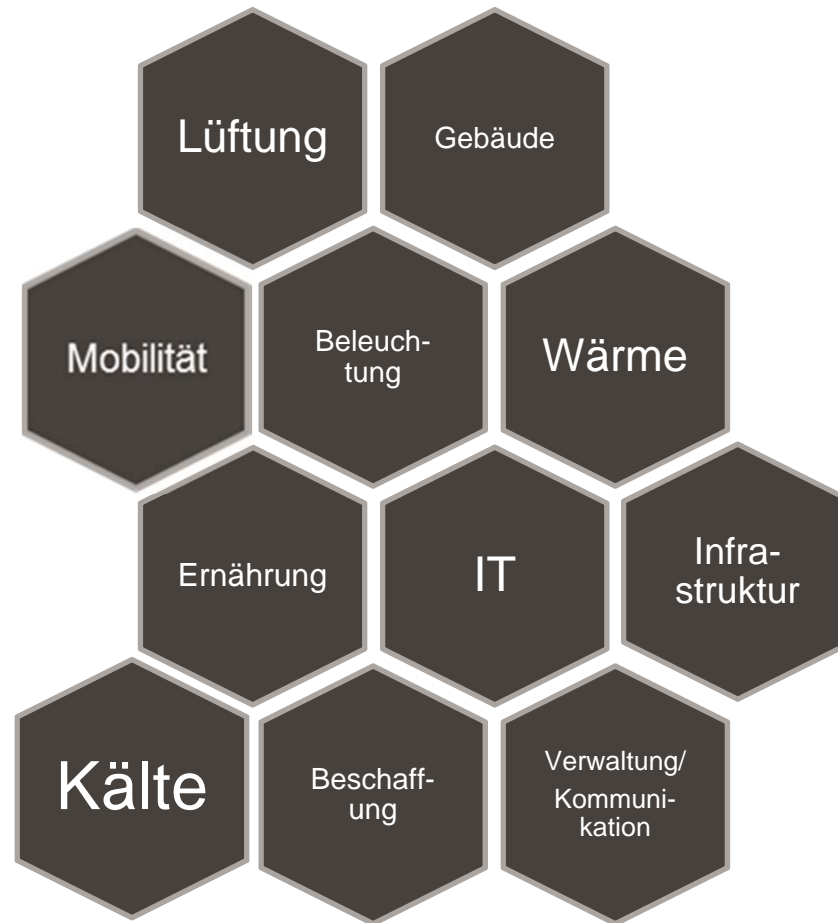 Lüftung
Gebäude
Mobilität
Beleuch-
tung
Wärme
Ernährung
IT
Infra-
struktur
Kälte
Beschaff-
ung
Verwaltung/
Kommuni-
kation